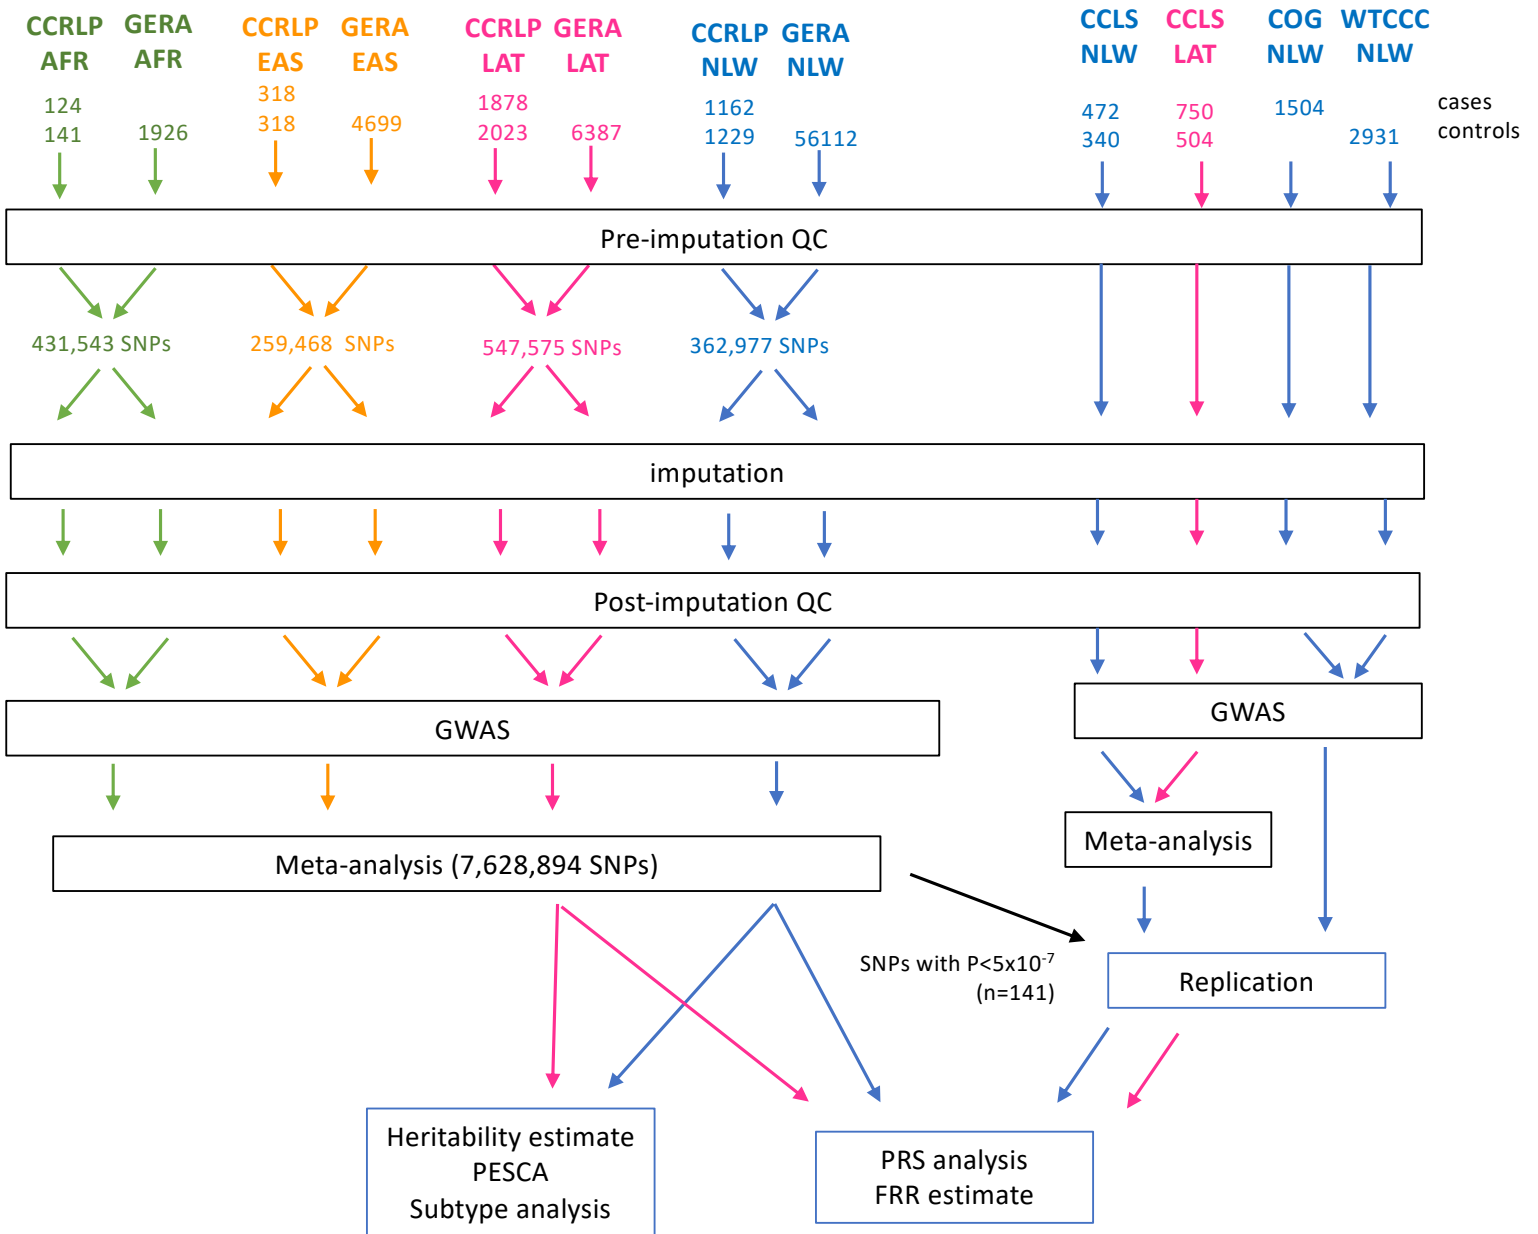 CCRLP GERA CCRLP GERA CCRLP GERA CCRLP GERA CCLS CCLS COG WTCCC
AFR AFR EAS EAS LAT LAT NLW NLW NLW LAT NLW NLW
124 318 1878 1162 472 750 1504 cases
141 1926 318 4699 2023 6387 1229 56112 340 504 2931 controls
Pre-imputation QC
431,543 SNPs 259,468 SNPs 547,575 SNPs 362,977 SNPs
imputation
Post-imputation QC
GWAS GWAS
Meta-analysis
Meta-analysis (7,628,894 SNPs)
SNPs with P<5x10⁻⁷
(n=141)
Replication
Heritability estimate
PESCA
Subtype analysis
PRS analysis
FRR estimate